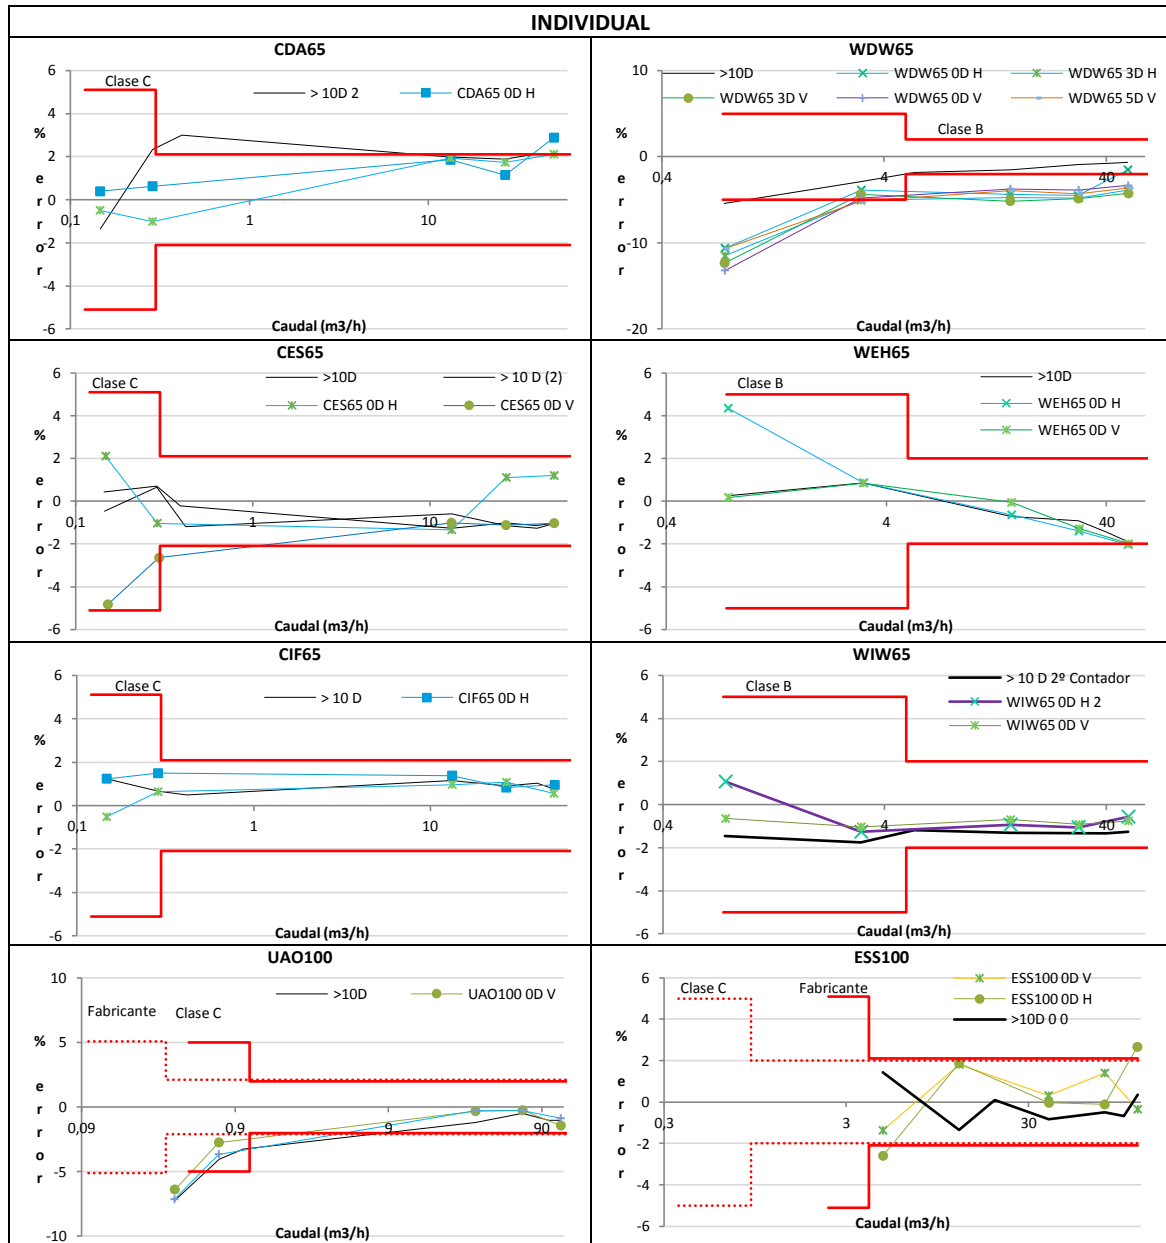 INDIVIDUAL
CDA65
Clase C
> 10D 2
CDA65 0D H
6
4
2
0
-2
-4
-6
0,1
1
10
% error
Caudal (m3/h)
WDW65
>10D
WDW65 0D H
WDW65 3D H
WDW65 3D V
WDW65 0D V
WDW65 5D V
Clase B
10
0
-10
-20
0,4
4
40
% error
Caudal (m3/h)
CES65
Clase C
>10D
> 10 D (2)
CES65 0D H
CES65 0D V
6
4
2
0
-2
-4
-6
0,1
1
10
% error
Caudal (m3/h)
WEH65
Clase B
>10D
WEH65 0D H
WEH65 0D V
6
4
2
0
-2
-4
-6
0,4
4
40
% error
Caudal (m3/h)
CIF65
Clase C
> 10 D
CIF65 0D H
6
4
2
0
-2
-4
-6
0,1
1
10
% error
Caudal (m3/h)
WIW65
Clase B
> 10 D 2º Contador
WIW65 0D H 2
WIW65 0D V
6
4
2
0
-2
-4
-6
0,4
4
40
% error
Caudal (m3/h)
UAO100
Fabricante
Clase C
>10D
UAO100 0D V
10
5
0
-5
-10
0,09
0,9
9
90
% error
Caudal (m3/h)
ESS100
Clase C
Fabricante
ESS100 0D V
ESS100 0D H
>10D 0 0
6
4
2
0
-2
-4
-6
0,3
3
30
% error
Caudal (m3/h)